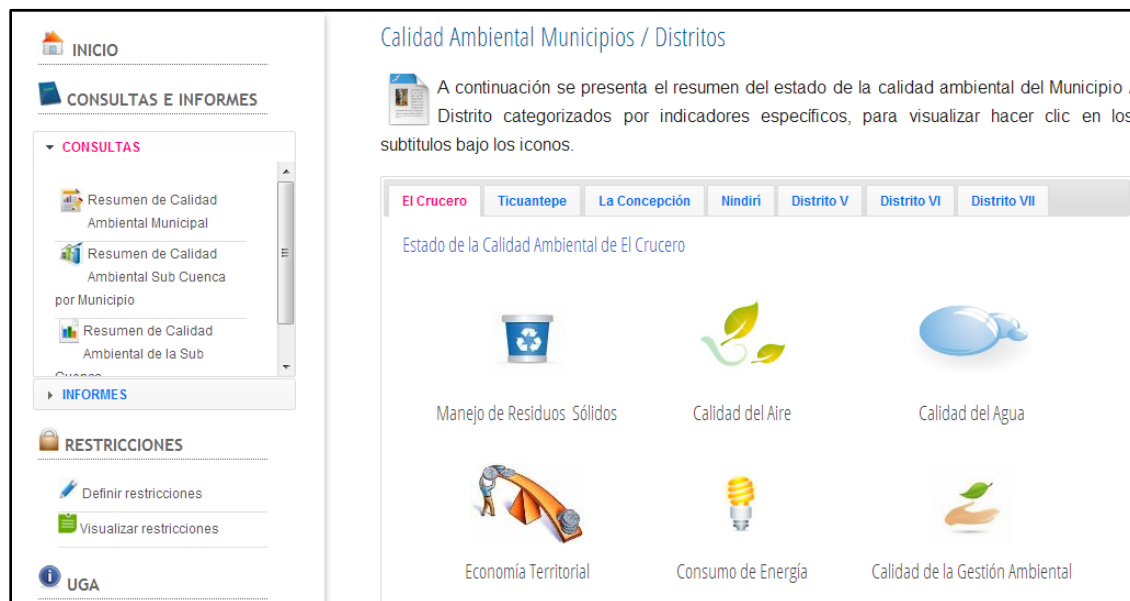 INICIO
CONSULTAS E INFORMES
CONSULTAS
Resumen de Calidad
Ambiental Municipal
Resumen de Calidad
Ambiental Sub Cuenca
por Municipio
Resumen de Calidad
Ambiental de la Sub
Cuenca
INFORMES
RESTRICCIONES
Definir restricciones
Visualizar restricciones
UGA
Calidad Ambiental Municipios / Distritos
A continuación se presenta el resumen del estado de la calidad ambiental del Municipio /
Distrito categorizados por indicadores específicos, para visualizar hacer clic en los
subtitulos bajo los iconos.
El Crucero Ticuantepe La Concepción Nindirí Distrito V Distrito VI Distrito VII
Estado de la Calidad Ambiental de El Crucero
Manejo de Residuos Sólidos Calidad del Aire Calidad del Agua
Economía Territorial Consumo de Energía Calidad de la Gestión Ambiental